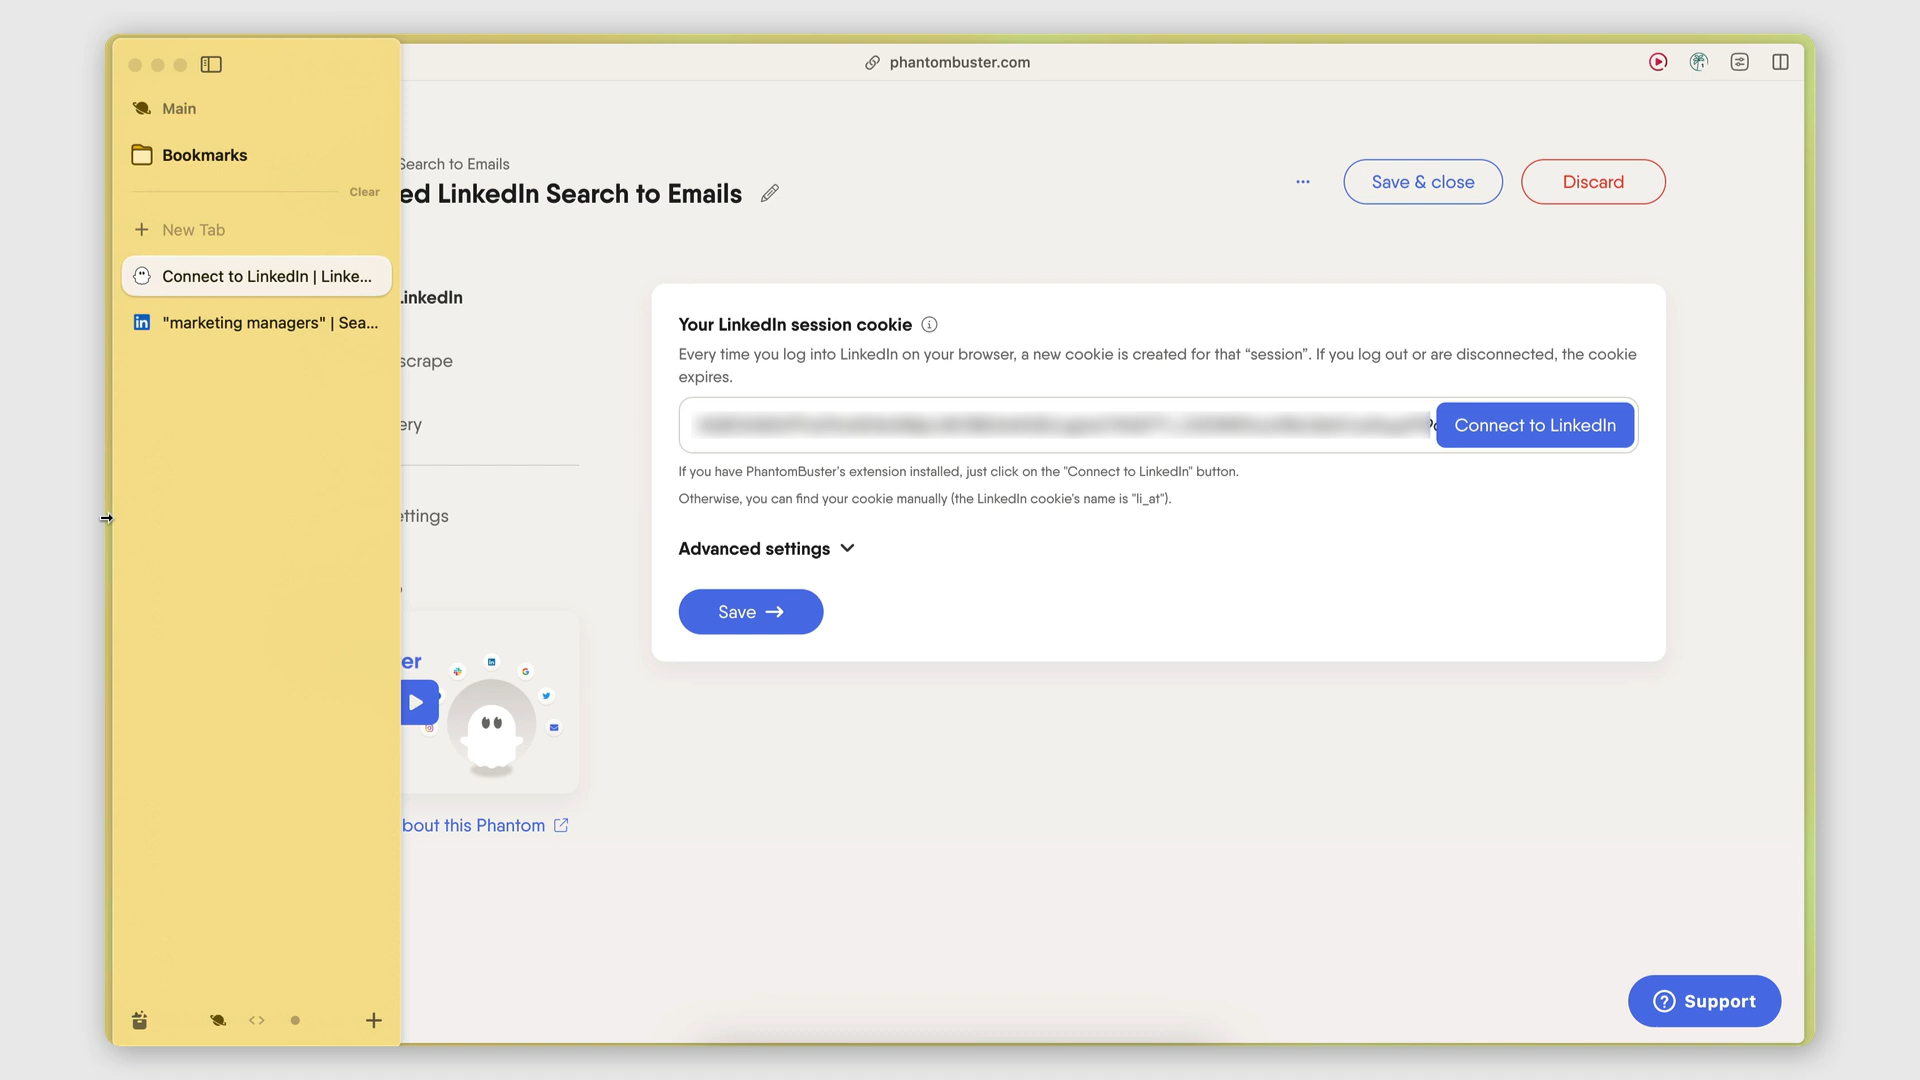 phantombuster.com
Main
Bookmarks
Clear
New Tab
Connect to LinkedIn | Linke...
"marketing managers" | Sea...
Search to Emails
ed LinkedIn Search to Emails
...
Save & close
Discard
LinkedIn
scrape
ery
ettings
er
bout this Phantom
Your LinkedIn session cookie
Every time you log into LinkedIn on your browser, a new cookie is created for that “session”. If you log out or are disconnected, the cookie
expires.
Connect to LinkedIn
If you have PhantomBuster's extension installed, just click on the "Connect to LinkedIn" button.
Otherwise, you can find your cookie manually (the LinkedIn cookie's name is "li_at").
Advanced settings
Save →
Support